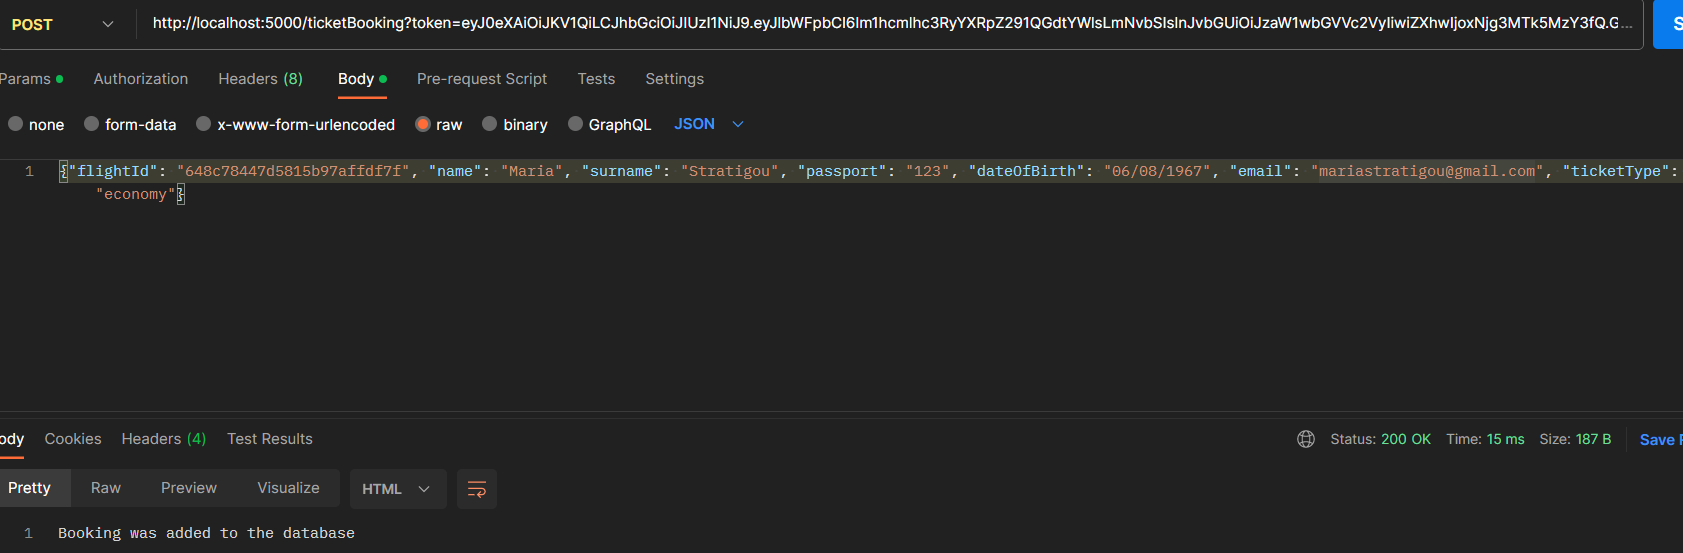 POST http://localhost:5000/ticketBooking?token=eyJ0eXAiOiJKV1QiLCJhbGciOiJIUzI1NiJ9.eyJlbWFpbCI6Im1hcmlhc3RyYXRpZ291QGdtYWlsLmNvbSIsInJvbGUiOiJzaW1wbGVVc2VyIiwiZXhwIjoxNjg3MTk5MzY3fQ.G... S
Params Authorization Headers (8) Body Pre-request Script Tests Settings
none form-data x-www-form-urlencoded raw binary GraphQL JSON
1 {"flightId": "648c78447d5815b97affdf7f", "name": "Maria", "surname": "Stratigou", "passport": "123", "dateOfBirth": "06/08/1967", "email": "mariastratigou@gmail.com", "ticketType":
"economy"}
ody Cookies Headers (4) Test Results Status: 200 OK Time: 15 ms Size: 187 B Save
Pretty Raw Preview Visualize HTML
1 Booking was added to the database